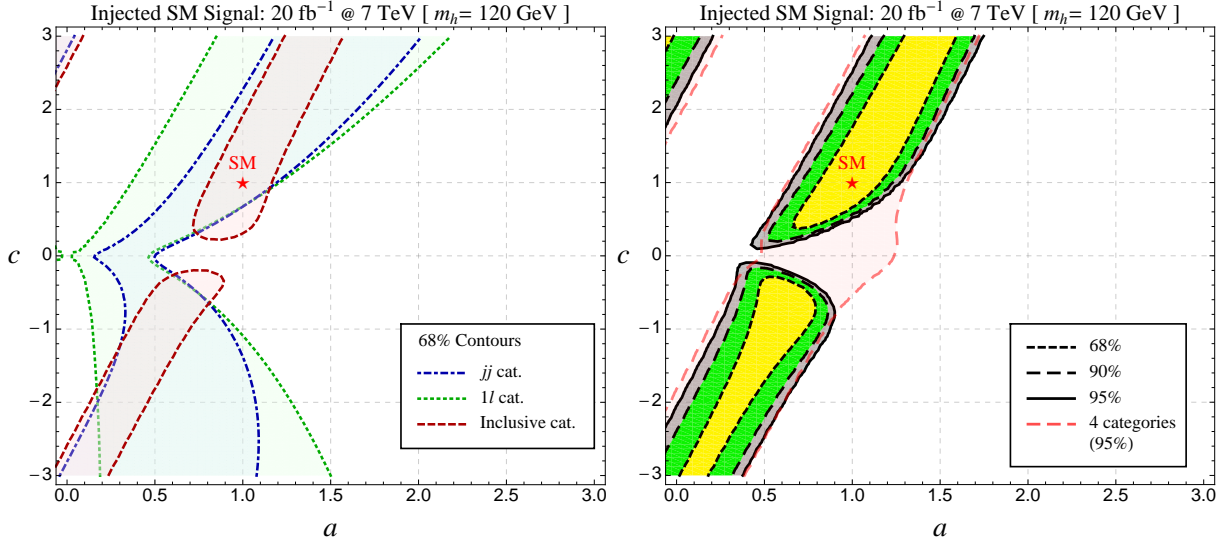 Injected SM Signal: 20 fb⁻¹ @ 7 TeV [ m_h = 120 GeV ]
3
2
1
0
−1
−2
−3
c
SM
68% Contours
jj cat.
1l cat.
Inclusive cat.
0.0 0.5 1.0 1.5 2.0 2.5 3.0
a
Injected SM Signal: 20 fb⁻¹ @ 7 TeV [ m_h = 120 GeV ]
3
2
1
0
−1
−2
−3
c
SM
68%
90%
95%
4 categories
(95%)
0.0 0.5 1.0 1.5 2.0 2.5 3.0
a